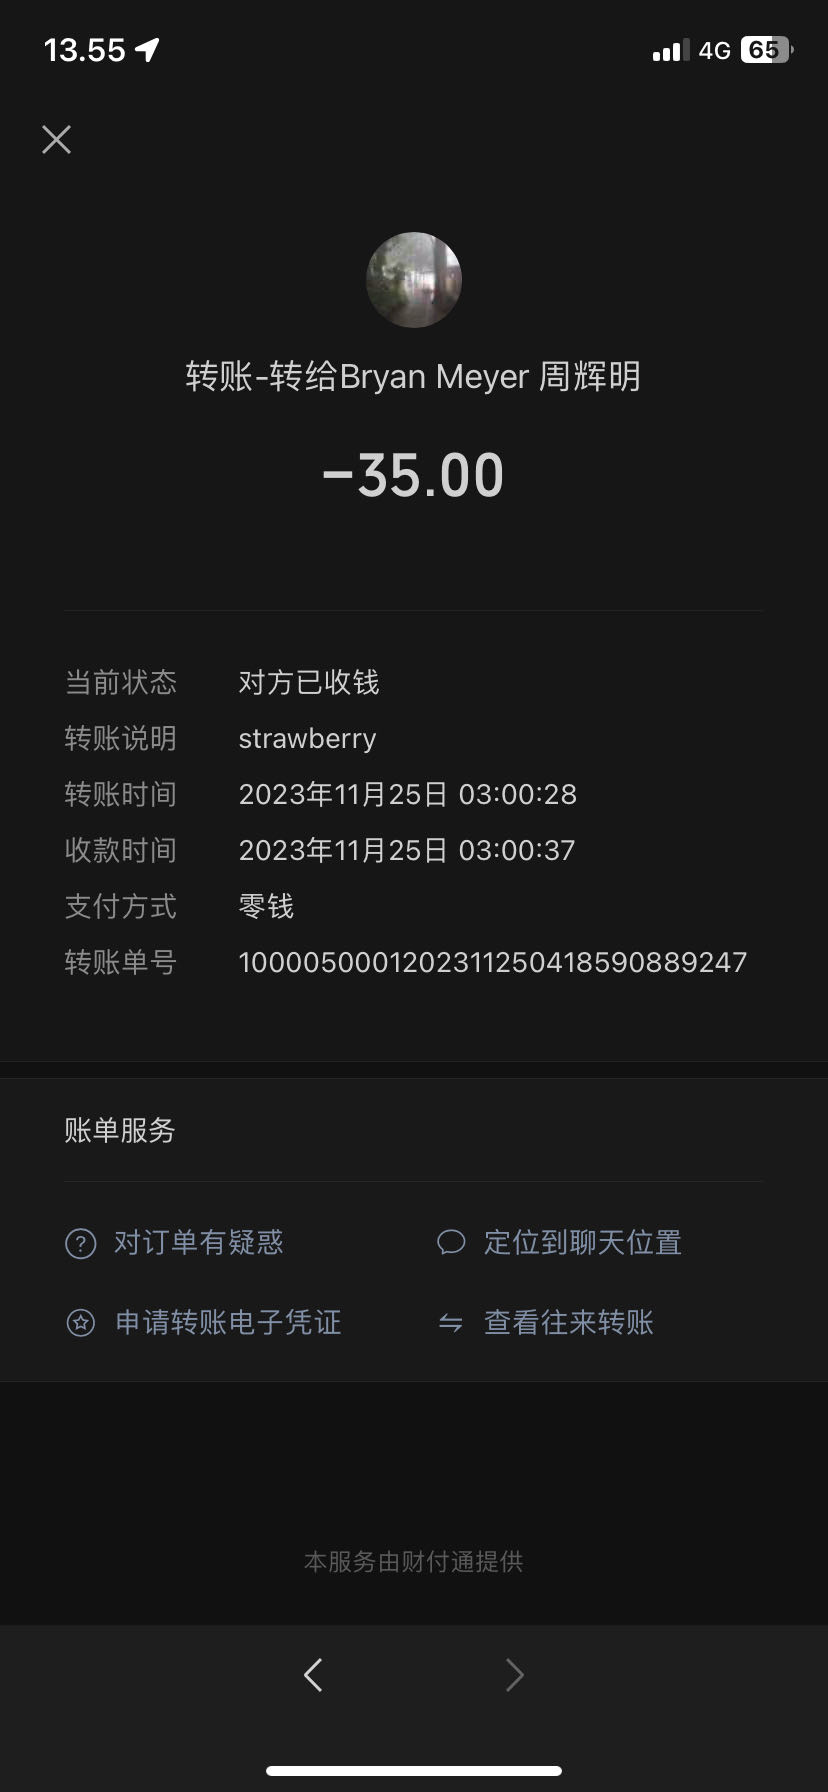 13.55
4G 65
转账-转给Bryan Meyer 周辉明
-35.00
当前状态 对方已收钱
转账说明 strawberry
转账时间 2023年11月25日 03:00:28
收款时间 2023年11月25日 03:00:37
支付方式 零钱
转账单号 1000050001202311250418590889247
账单服务
对订单有疑惑 定位到聊天位置
申请转账电子凭证 查看往来转账
本服务由财付通提供